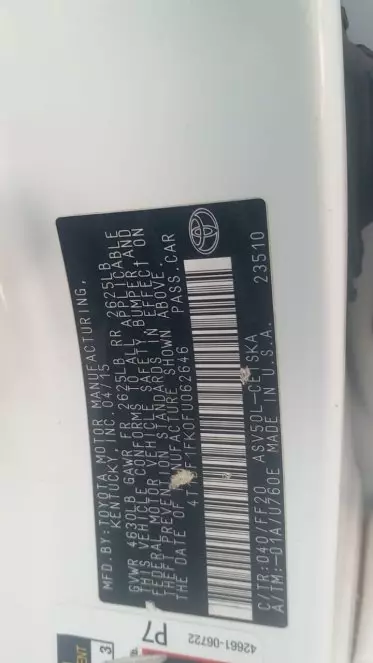 MFD.BY:TOYOTA MOTOR MANUFACTURING,
KENTUCKY, INC.04/15
GVWR 4630LB GAWR FR 2625LB RR 2625LB
THIS VEHICLE CONFORMS TO ALL APPLICABLE
FEDERAL MOTOR VEHICLE SAFETY, BUMPER,AND
THEFT PREVENTION STANDARDS IN EFFECT ON
THE DATE OF MANUFACTURE SHOWN ABOVE.
PASS.CAR
C/TR:040/FF20 ASV50L-CETSKA
A/TM:-01A/U760E MADE IN U.S.A. 23510
42661-06722
P7
3